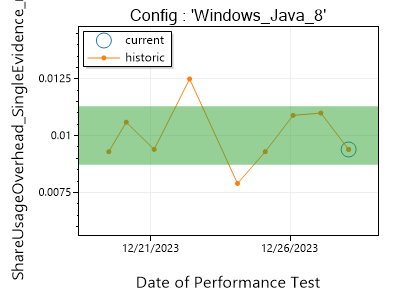 Config : 'Windows_Java_8'
current
historic
0.0125
0.01
0.0075
12/21/2023
12/26/2023
Date of Performance Test
ShareUsageOverhead_SingleEvidence_